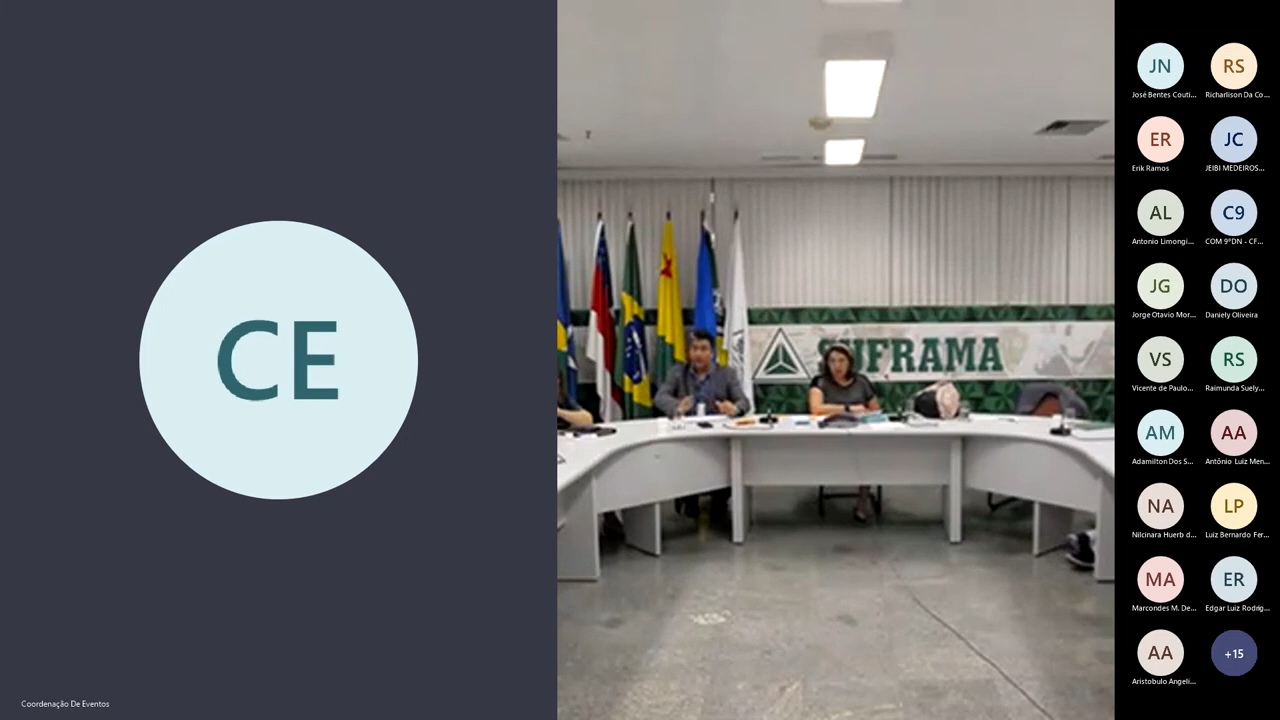 CE
Coordenação De Eventos
SUFRAMA
JN
RS
José Bentes Couti...
Richarlison Da Co...
ER
JC
Erik Ramos
JEIBI MEDEIROS...
AL
C9
Antonio Limongi...
COM 9°DN - CF...
JG
DO
Jorge Otavio Mor...
Daniely Oliveira
VS
RS
Vicente de Paulo...
Raimunda Suely...
AM
AA
Adamilton Dos S...
Antônio Luiz Men...
NA
LP
Nilcinara Huerb d...
Luiz Bernardo Fer...
MA
ER
Marcondes M. De...
Edgar Luiz Rodrig...
AA
+15
Aristobulo Angeli...